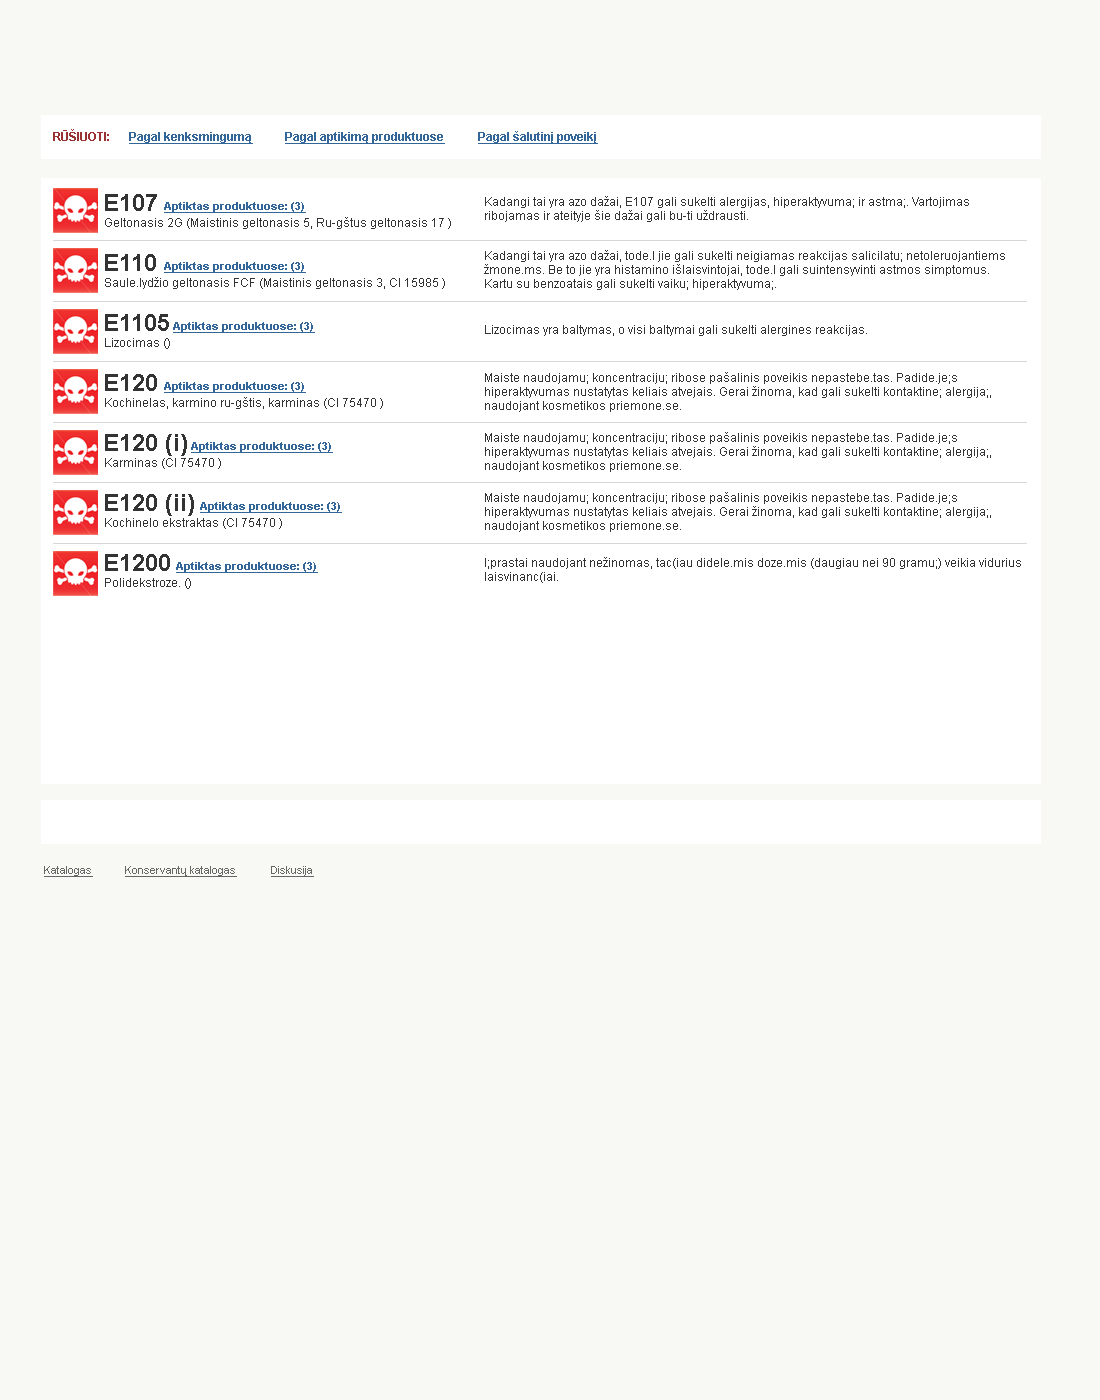 RŪŠIUOTI: Pagal kenksmingumą Pagal aptikimą produktuose Pagal šalutinį poveikį
E107 Aptiktas produktuose: (3)
Geltonasis 2G (Maistinis geltonasis 5, Ru-gštus geltonasis 17 )
Kadangi tai yra azo dažai, E107 gali sukelti alergijas, hiperaktyvuma; ir astma;. Vartojimas
ribojamas ir ateityje šie dažai gali bu-ti uždrausti.
E110 Aptiktas produktuose: (3)
Saule.lydžio geltonasis FCF (Maistinis geltonasis 3, CI 15985 )
Kadangi tai yra azo dažai, tode.l jie gali sukelti neigiamas reakcijas salicilatu; netoleruojantiems
žmone.ms. Be to jie yra histamino išlaisvintojai, tode.l gali suintensyvinti astmos simptomus.
Kartu su benzoatais gali sukelti vaiku; hiperaktyvuma;.
E1105 Aptiktas produktuose: (3)
Lizocimas ()
Lizocimas yra baltymas, o visi baltymai gali sukelti alergines reakcijas.
E120 Aptiktas produktuose: (3)
Kochinelas, karmino ru-gštis, karminas (CI 75470 )
Maiste naudojamu; koncentraciju; ribose pašalinis poveikis nepastebe.tas. Padide.je;s
hiperaktyvumas nustatytas keliais atvejais. Gerai žinoma, kad gali sukelti kontaktine; alergija;,
naudojant kosmetikos priemone.se.
E120 (i) Aptiktas produktuose: (3)
Karminas (CI 75470 )
Maiste naudojamu; koncentraciju; ribose pašalinis poveikis nepastebe.tas. Padide.je;s
hiperaktyvumas nustatytas keliais atvejais. Gerai žinoma, kad gali sukelti kontaktine; alergija;,
naudojant kosmetikos priemone.se.
E120 (ii) Aptiktas produktuose: (3)
Kochinelo ekstraktas (CI 75470 )
Maiste naudojamu; koncentraciju; ribose pašalinis poveikis nepastebe.tas. Padide.je;s
hiperaktyvumas nustatytas keliais atvejais. Gerai žinoma, kad gali sukelti kontaktine; alergija;,
naudojant kosmetikos priemone.se.
E1200 Aptiktas produktuose: (3)
Polidekstroze. ()
I;prastai naudojant nežinomas, tac(iau didele.mis doze.mis (daugiau nei 90 gramu;) veikia vidurius
laisvinanc(iai.
Katalogas Konservantų katalogas Diskusija